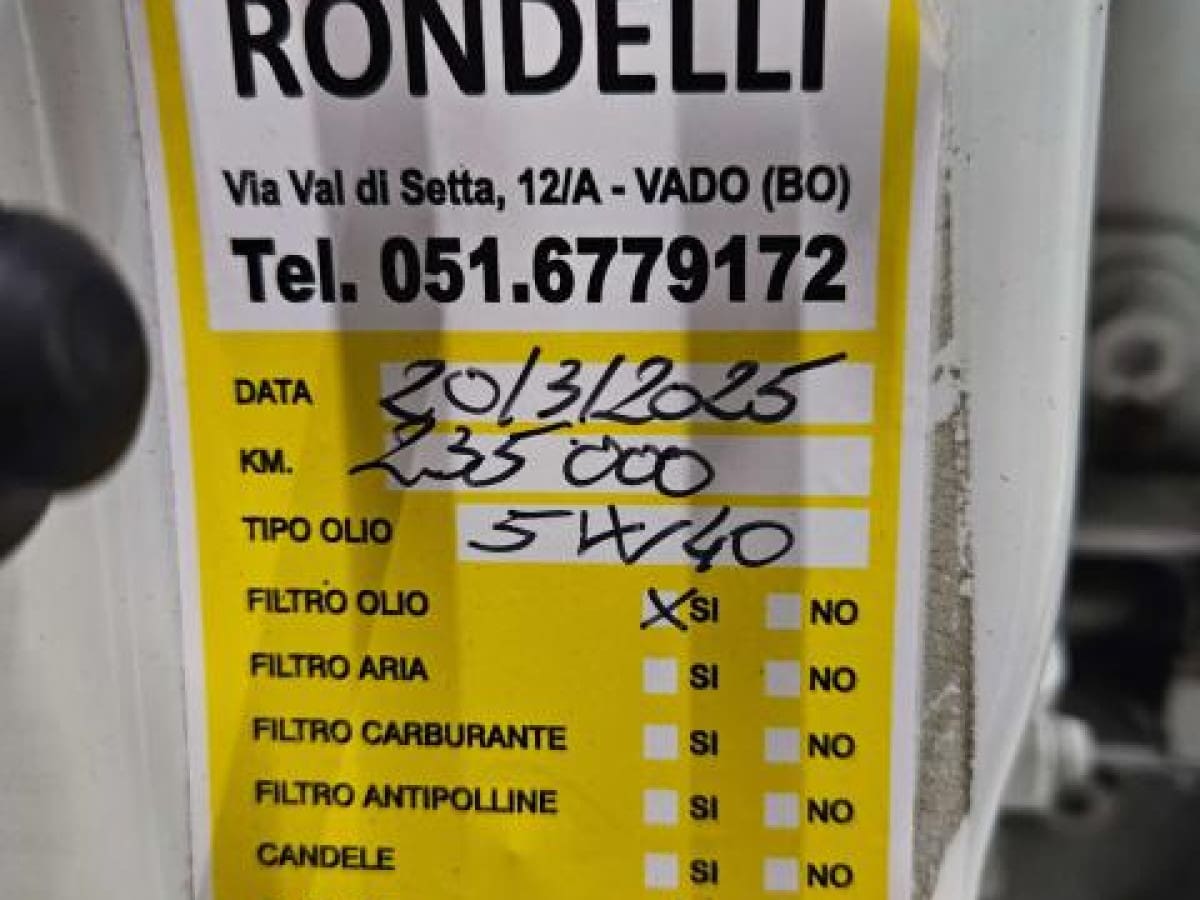 RONDELLI
Via Val di Setta, 12/A - VADO (BO)
Tel. 051.6779172
DATA 20/3/2025
KM. 235 000
TIPO OLIO 5W40
FILTRO OLIO X SI NO
FILTRO ARIA SI NO
FILTRO CARBURANTE SI NO
FILTRO ANTIPOLLINE SI NO
CANDELE SI NO